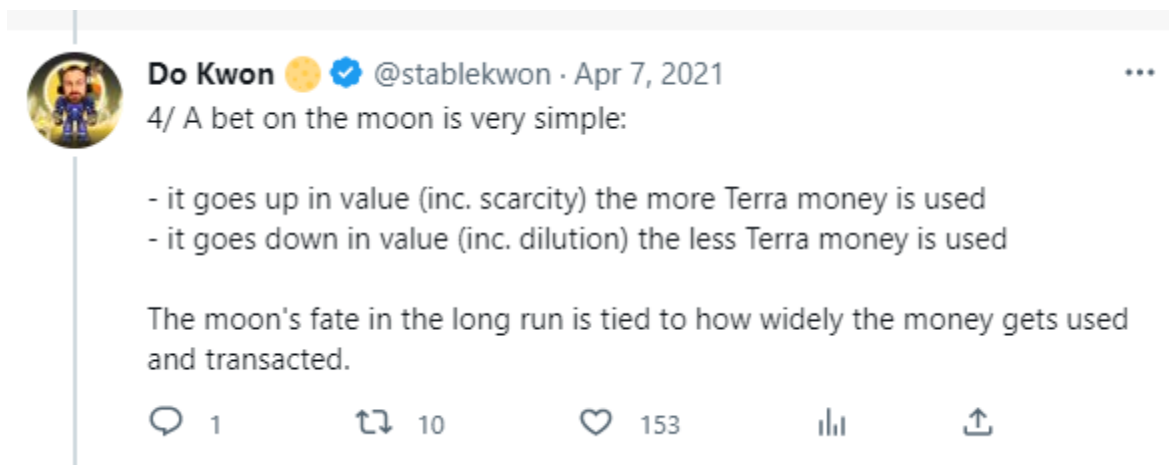 Do Kwon @stablekwon · Apr 7, 2021
4/ A bet on the moon is very simple:
- it goes up in value (inc. scarcity) the more Terra money is used
- it goes down in value (inc. dilution) the less Terra money is used
The moon's fate in the long run is tied to how widely the money gets used
and transacted.
1 10 153